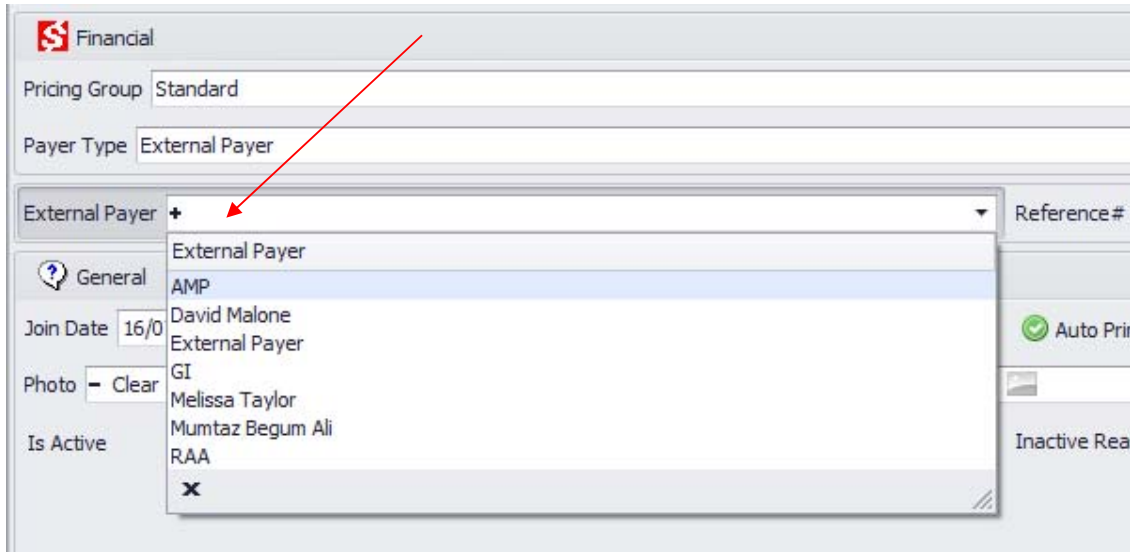 Financial
Pricing Group Standard
Payer Type External Payer
External Payer + Reference#
External Payer
General
AMP
Join Date 16/0
David Malone
Auto Prin
External Payer
GI
Photo - Clear
Melissa Taylor
Mumtaz Begum Ali
Is Active
Inactive Rea
RAA
x